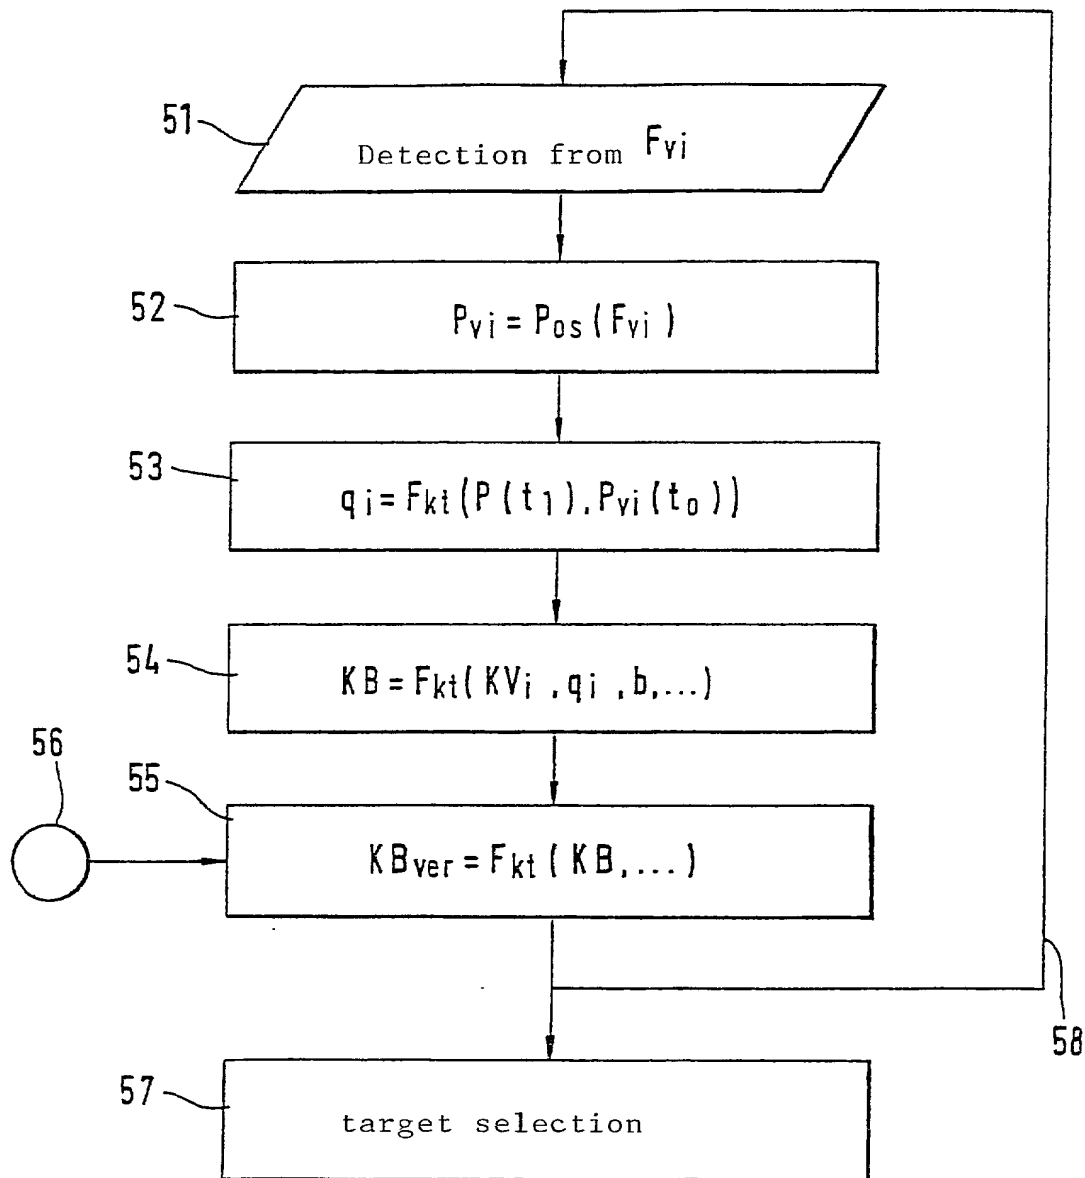 51
Detection from Fvi
52
Pvi = Pos (Fvi)
53
qi = Fkt (P(t1), Pvi(t0))
54
KB = Fkt (KVi, qi, b, ...)
56
55
KBver = Fkt (KB, ...)
58
57
target selection